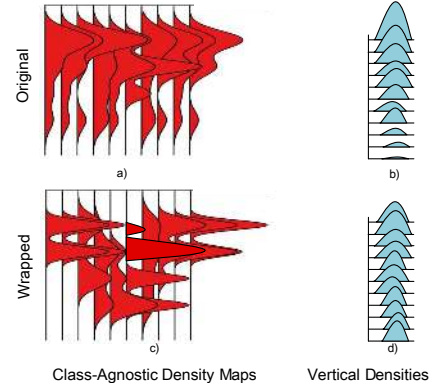 Original
a)
b)
Wrapped
c)
d)
Class-Agnostic Density Maps
Vertical Densities